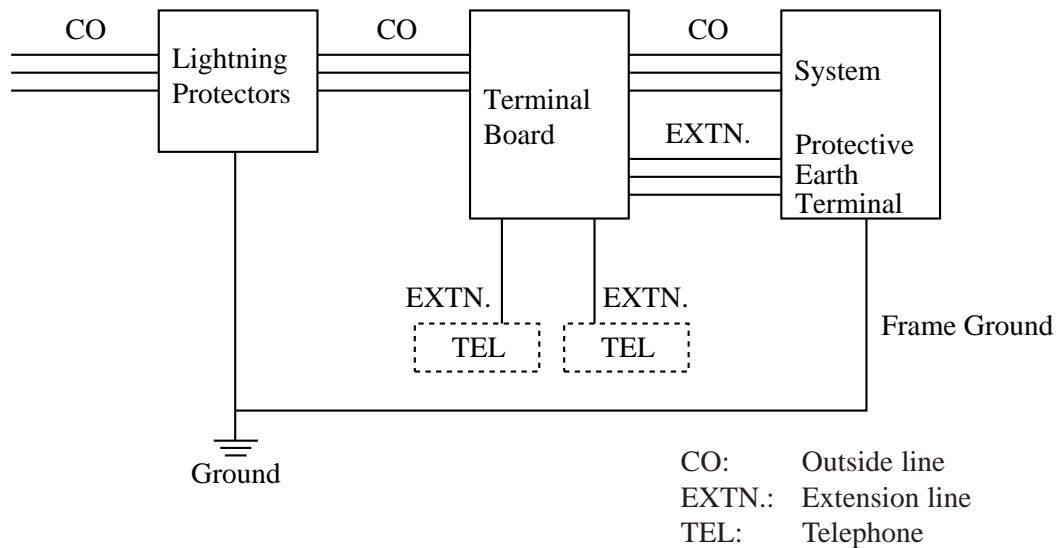 CO
CO
CO
Lightning
Protectors
Terminal
Board
System
EXTN.
Protective
Earth
Terminal
EXTN.
EXTN.
TEL
TEL
Frame Ground
Ground
CO: Outside line
EXTN.: Extension line
TEL: Telephone